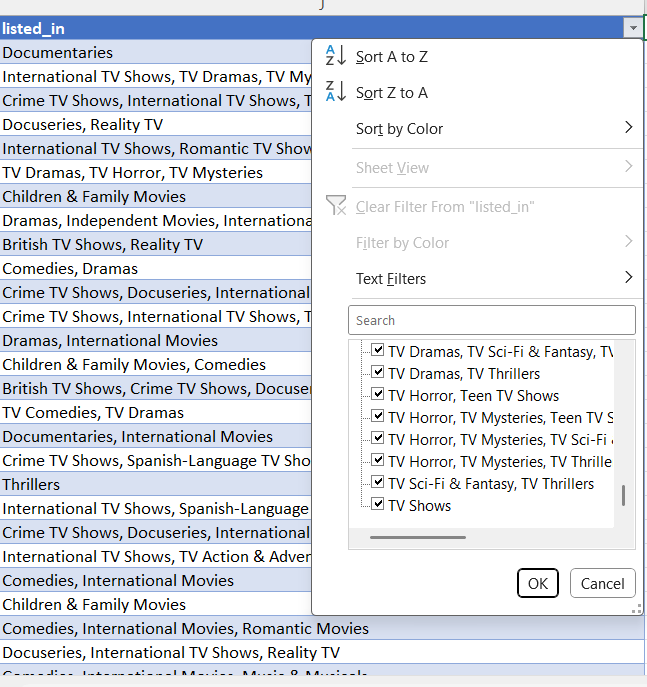 listed_in
Documentaries
International TV Shows, TV Dramas, TV My
Crime TV Shows, International TV Shows, T
Docuseries, Reality TV
International TV Shows, Romantic TV Show
TV Dramas, TV Horror, TV Mysteries
Children & Family Movies
Dramas, Independent Movies, Internationa
British TV Shows, Reality TV
Comedies, Dramas
Crime TV Shows, Docuseries, International
Crime TV Shows, International TV Shows, T
Dramas, International Movies
Children & Family Movies, Comedies
British TV Shows, Crime TV Shows, Docuser
TV Comedies, TV Dramas
Documentaries, International Movies
Crime TV Shows, Spanish-Language TV Sho
Thrillers
International TV Shows, Spanish-Language
Crime TV Shows, Docuseries, International
International TV Shows, TV Action & Adven
Comedies, International Movies
Children & Family Movies
Comedies, International Movies, Romantic Movies
Docuseries, International TV Shows, Reality TV
Comedies, International Movies, Music & Musicals
Sort A to Z
Sort Z to A
Sort by Color
Sheet View
Clear Filter From "listed_in"
Filter by Color
Text Filters
Search
TV Dramas, TV Sci-Fi & Fantasy, TV
TV Dramas, TV Thrillers
TV Horror, Teen TV Shows
TV Horror, TV Mysteries, Teen TV S
TV Horror, TV Mysteries, TV Sci-Fi
TV Horror, TV Mysteries, TV Thrille
TV Sci-Fi & Fantasy, TV Thrillers
TV Shows
OK
Cancel